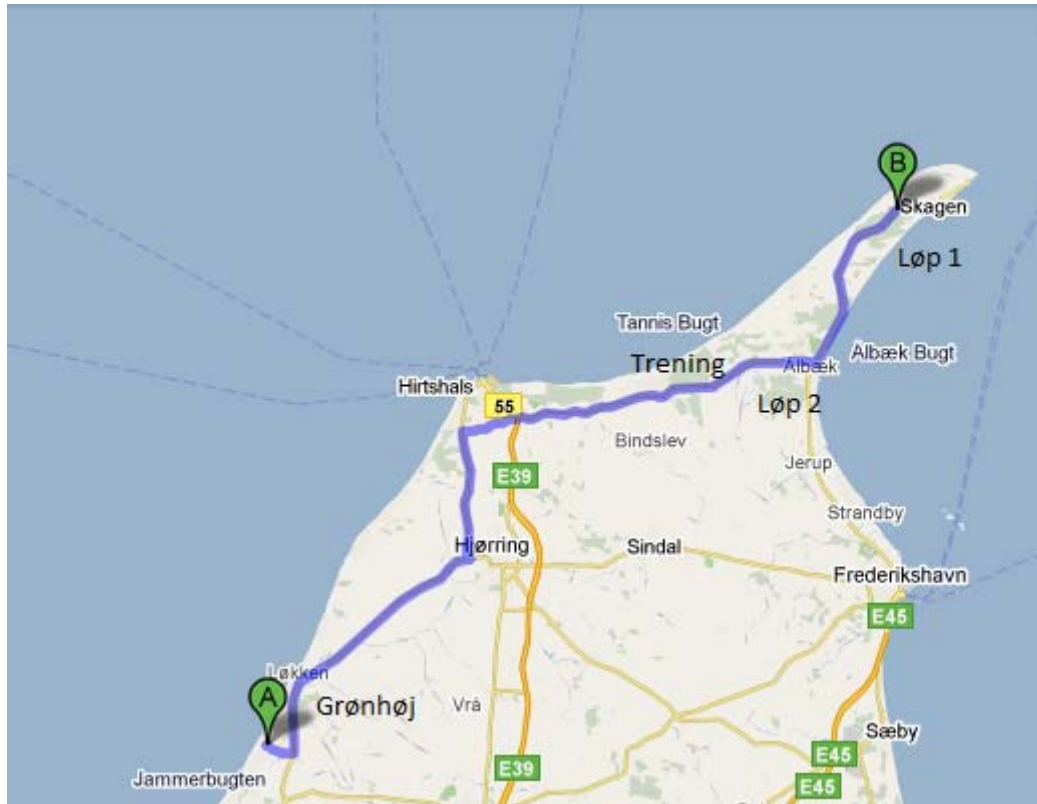 B
Skagen
Løp 1
Tannis Bugt
Albæk Bugt
Trening
Ålbæk
Hirtshals
55
Løp 2
Bindslev
Jerup
E39
Strandby
Hjørring
Sindal
Frederikshavn
E45
Løkken
A
Grønhøj
Vrå
Sæby
Jammerbugten
E39
E45
E45